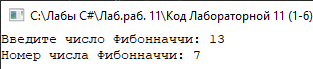 C:\Лабы C#\Лаб.раб. 11\Код Лабораторной 11 (1-6)
Введите число Фибоначчи: 13
Номер числа Фибоначчи: 7